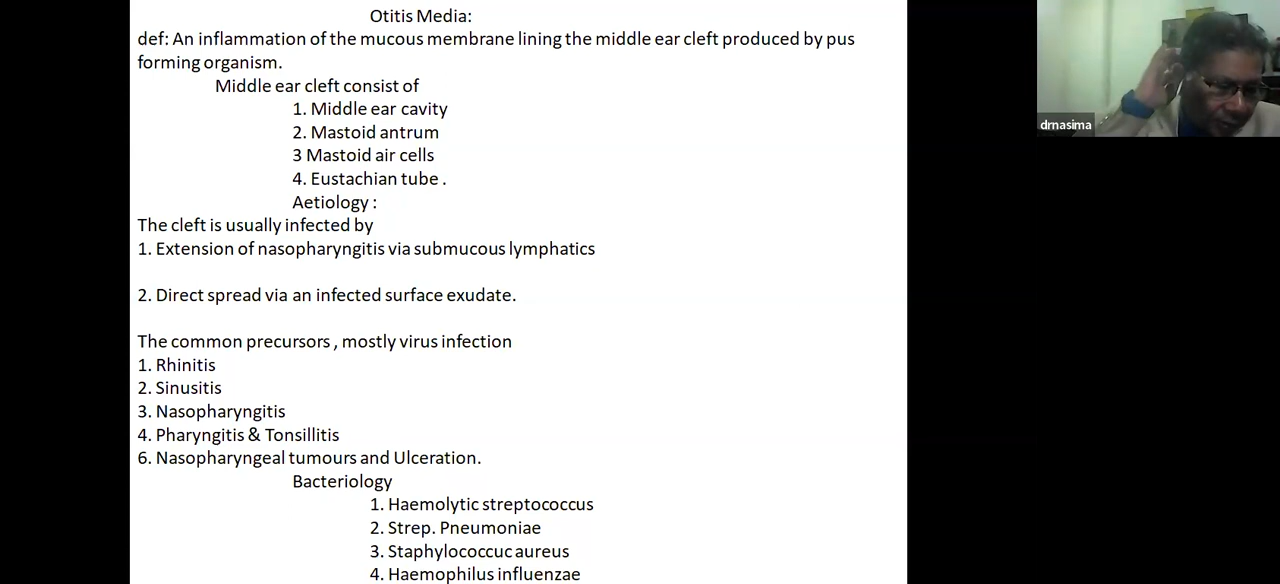 Otitis Media:
def: An inflammation of the mucous membrane lining the middle ear cleft produced by pus
forming organism.
Middle ear cleft consist of
1. Middle ear cavity
2. Mastoid antrum
3 Mastoid air cells
4. Eustachian tube .
Aetiology :
The cleft is usually infected by
1. Extension of nasopharyngitis via submucous lymphatics
2. Direct spread via an infected surface exudate.
The common precursors , mostly virus infection
1. Rhinitis
2. Sinusitis
3. Nasopharyngitis
4. Pharyngitis & Tonsillitis
6. Nasopharyngeal tumours and Ulceration.
Bacteriology
1. Haemolytic streptococcus
2. Strep. Pneumoniae
3. Staphylococcuc aureus
4. Haemophilus influenzae
drnasima